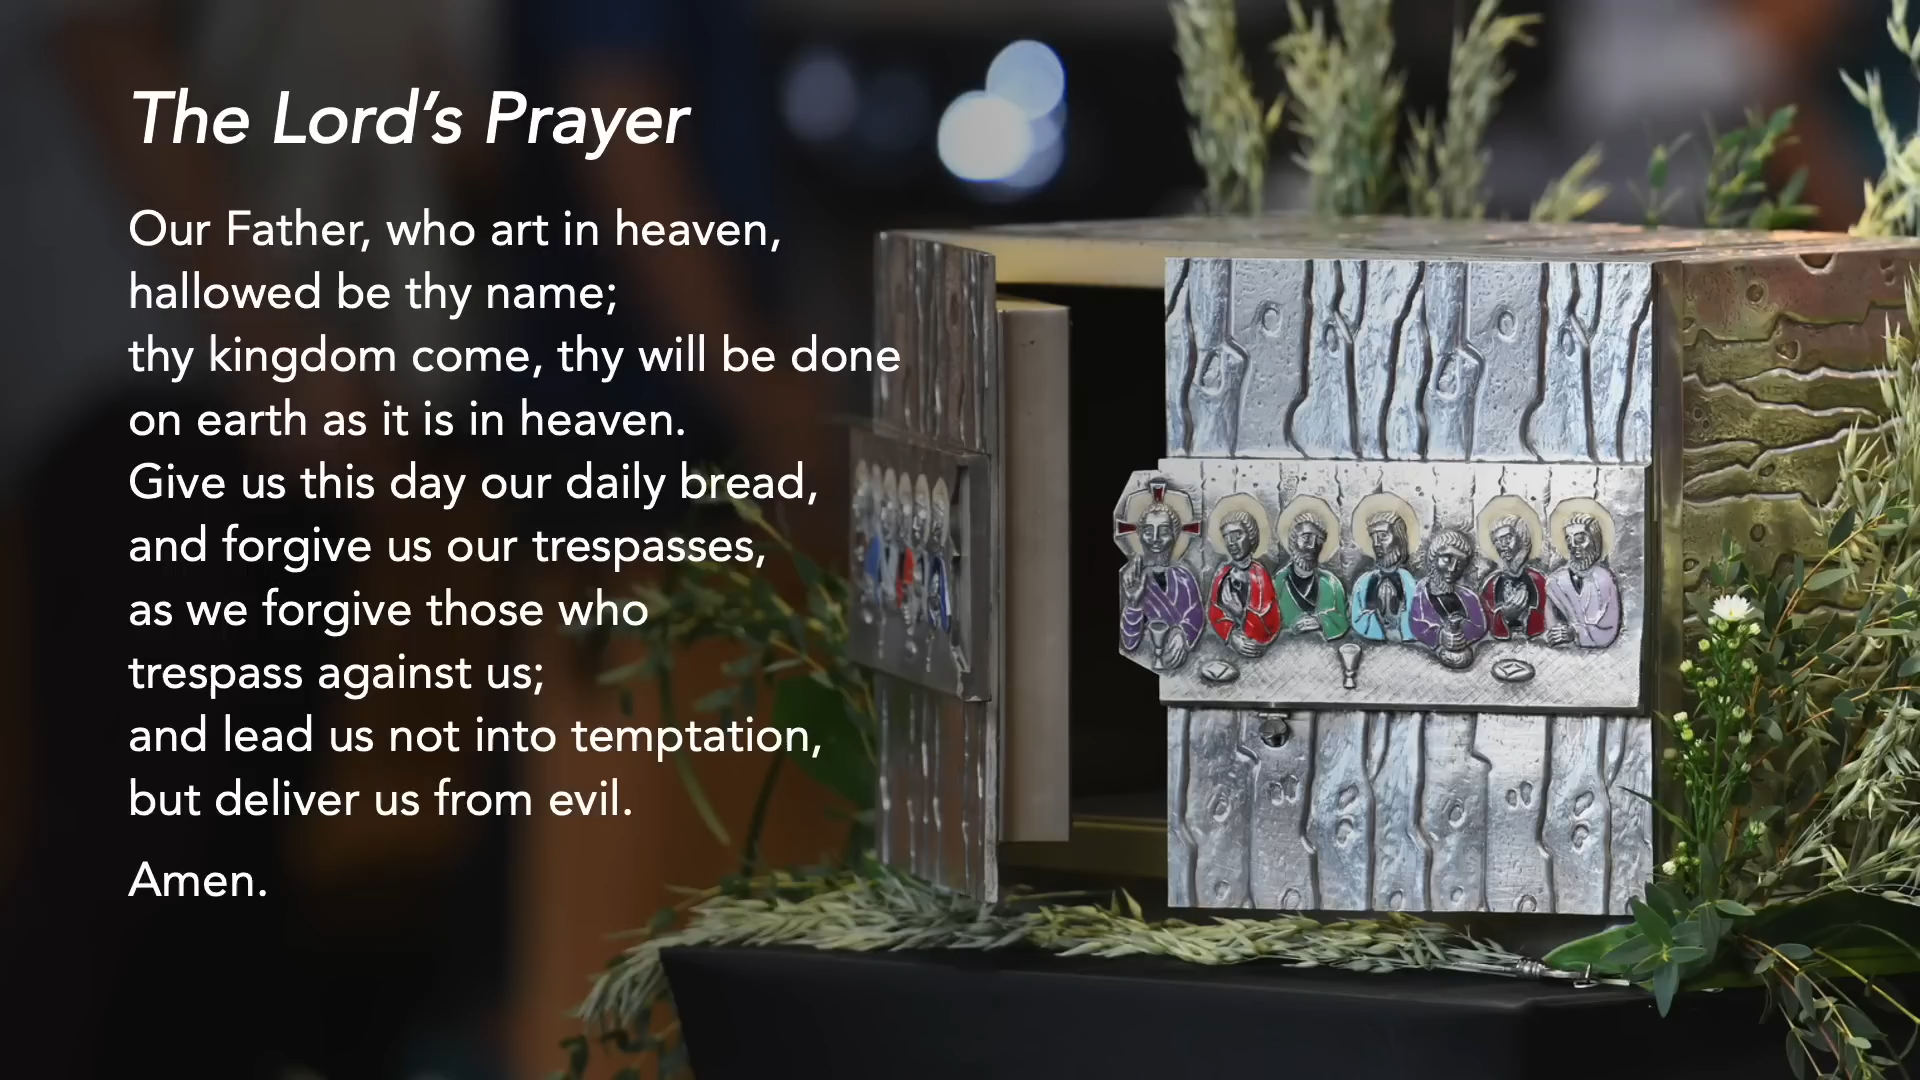 The Lord’s Prayer
Our Father, who art in heaven,
hallowed be thy name;
thy kingdom come, thy will be done
on earth as it is in heaven.
Give us this day our daily bread,
and forgive us our trespasses,
as we forgive those who
trespass against us;
and lead us not into temptation,
but deliver us from evil.
Amen.